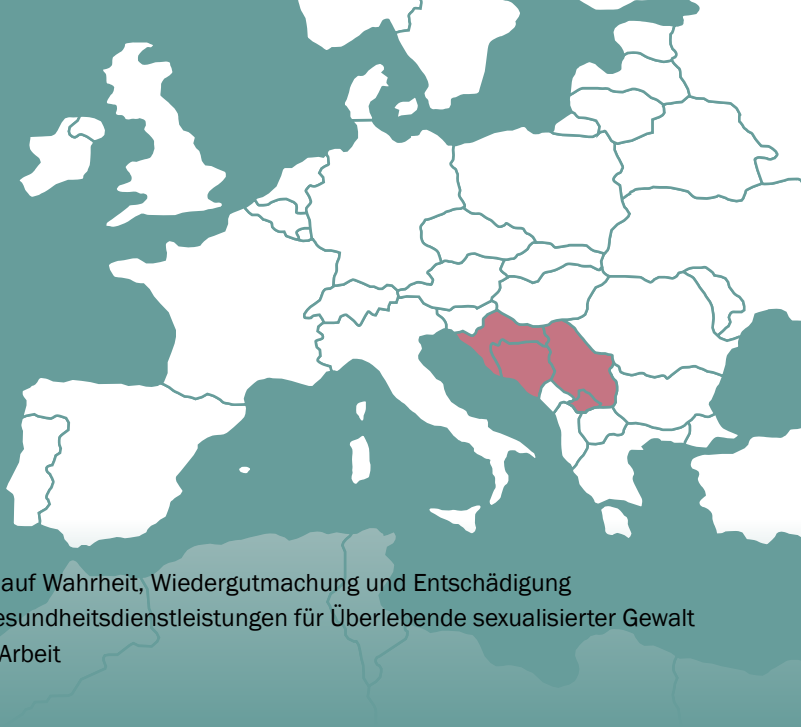 auf Wahrheit, Wiedergutmachung und Entschädigung
esundheitsdienstleistungen für Überlebende sexualisierter Gewalt
Arbeit